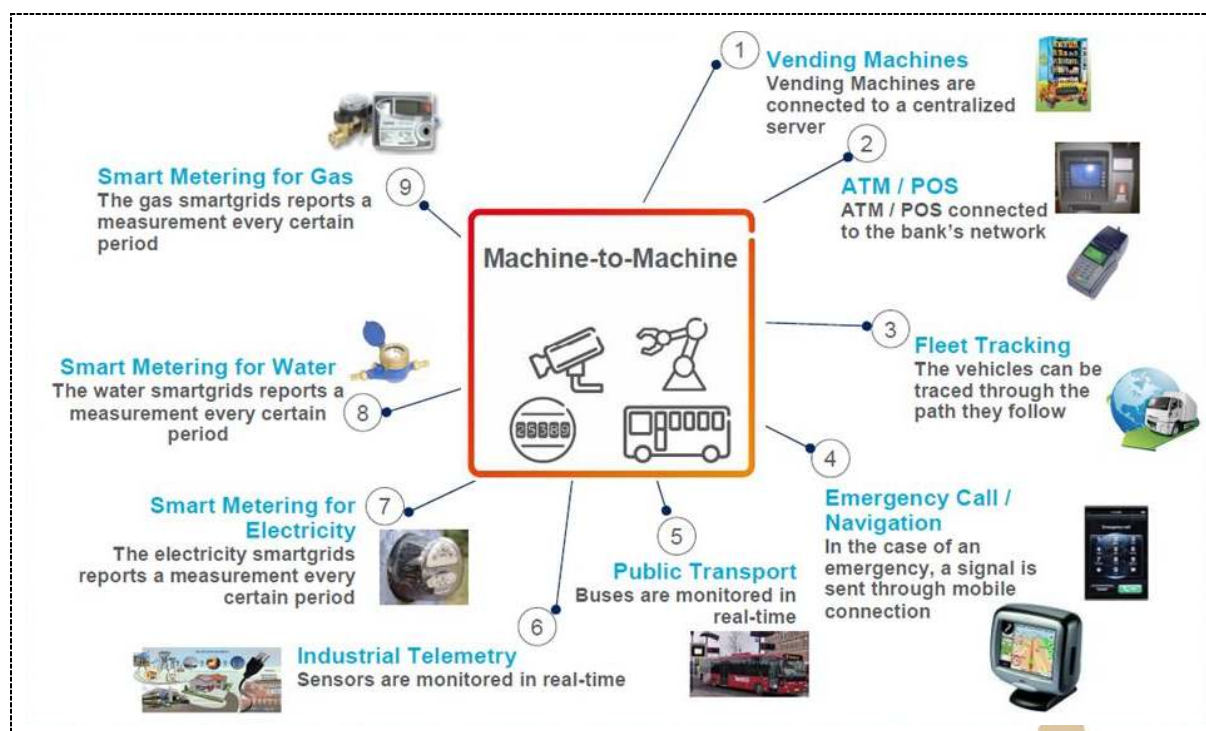 1
Vending Machines
Vending Machines are
connected to a centralized
server
2
ATM / POS
ATM / POS connected
to the bank's network
3
Fleet Tracking
The vehicles can be
traced through the
path they follow
4
Emergency Call /
Navigation
In the case of an
emergency, a signal is
sent through mobile
connection
5
Public Transport
Buses are monitored in
real-time
6
Industrial Telemetry
Sensors are monitored in real-time
7
Smart Metering for
Electricity
The electricity smartgrids
reports a measurement every
certain period
8
Smart Metering for Water
The water smartgrids reports a
measurement every certain
period
9
Smart Metering for Gas
The gas smartgrids reports a
measurement every certain
period
Machine-to-Machine
25389